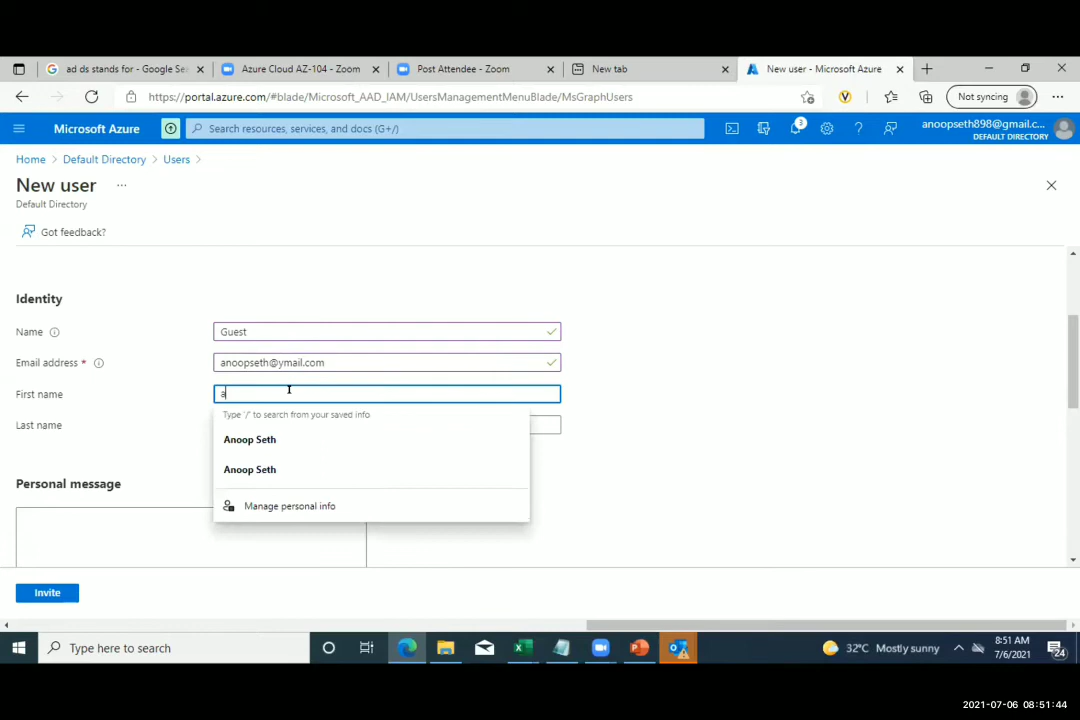 ad ds stands for - Google Se
Azure Cloud AZ-104 - Zoom
Post Attendee - Zoom
New tab
New user - Microsoft Azure
https://portal.azure.com/#blade/Microsoft_AAD_IAM/UsersManagementMenuBlade/MsGraphUsers
Not syncing
Microsoft Azure
Search resources, services, and docs (G+/)
3
anoopseth898@gmail.c...
DEFAULT DIRECTORY
Home > Default Directory > Users >
New user ...
Default Directory
Got feedback?
Identity
Name
Guest
Email address *
anoopseth@ymail.com
First name
a
Type '/' to search from your saved info
Last name
Anoop Seth
Anoop Seth
Personal message
Manage personal info
Invite
Type here to search
32°C Mostly sunny
8:51 AM
7/6/2021
24
2021-07-06 08:51:44